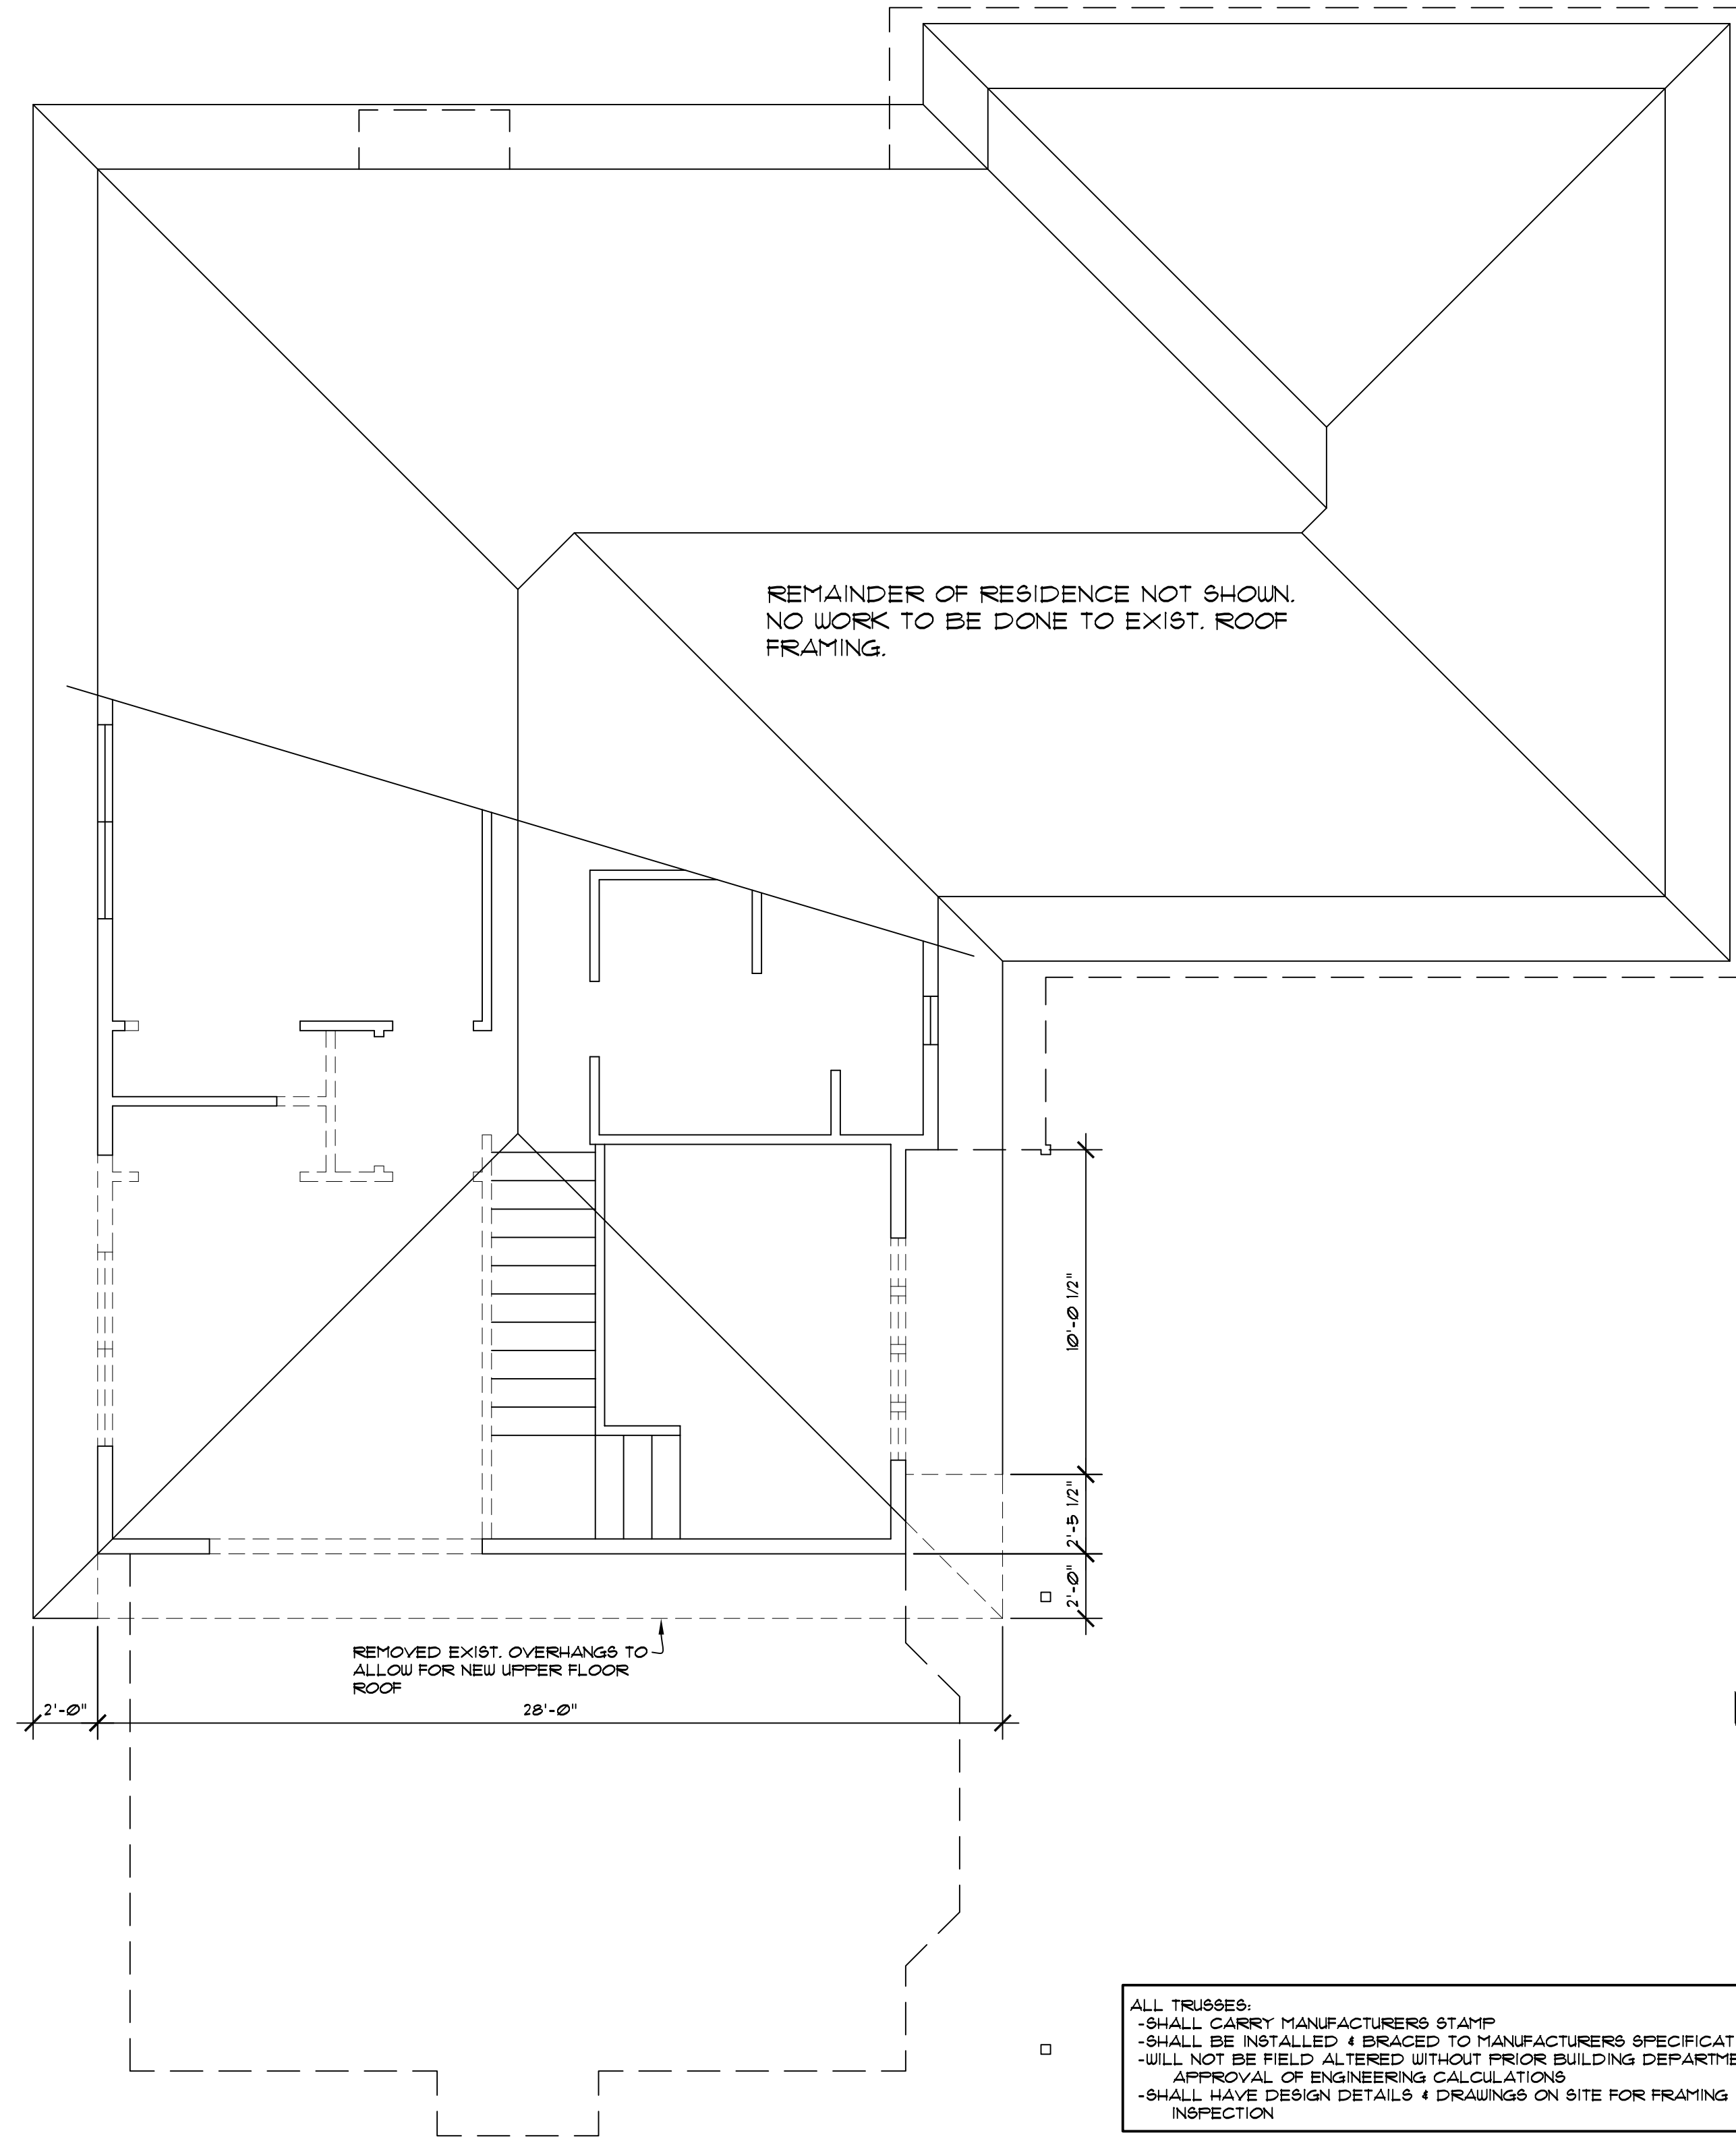 REMAINDER OF RESIDENCE NOT SHOWN.
NO WORK TO BE DONE TO EXIST. ROOF
FRAMING.
10'-0 1/2"
2'-5 1/2"
2'-0"
REMOVED EXIST. OVERHANGS TO
ALLOW FOR NEW UPPER FLOOR
ROOF
2'-0"
28'-0"
ALL TRUSSES:
-SHALL CARRY MANUFACTURERS STAMP
-SHALL BE INSTALLED & BRACED TO MANUFACTURERS SPECIFICAT
-WILL NOT BE FIELD ALTERED WITHOUT PRIOR BUILDING DEPARTME
APPROVAL OF ENGINEERING CALCULATIONS
-SHALL HAVE DESIGN DETAILS & DRAWINGS ON SITE FOR FRAMING
INSPECTION